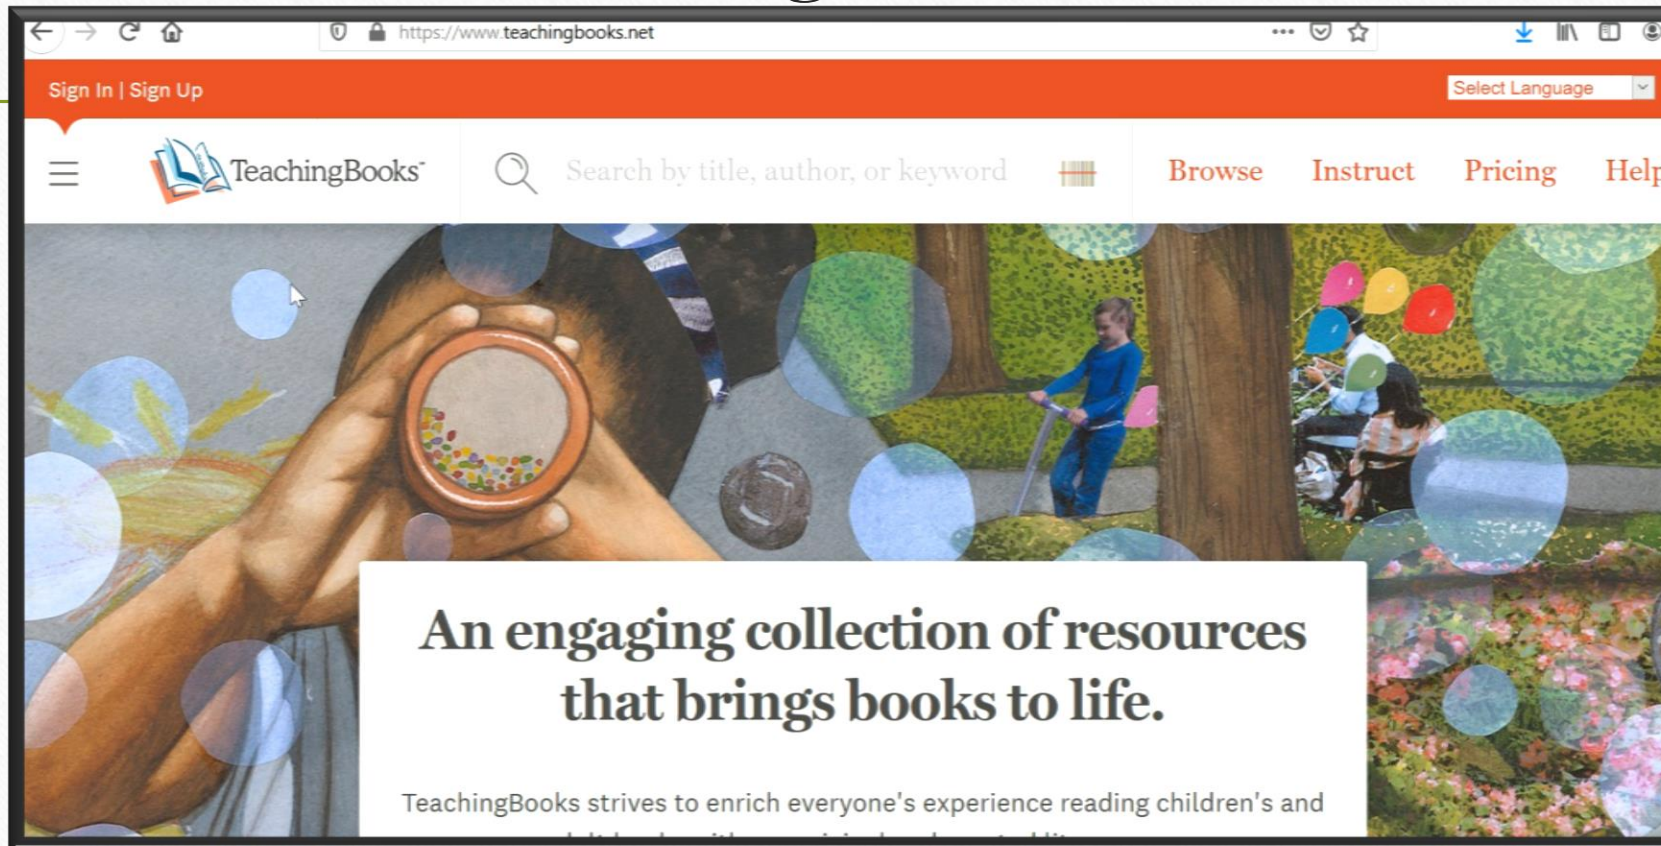 https://www.teachingbooks.net
Sign In | Sign Up
Select Language
TeachingBooks
Search by title, author, or keyword
Browse Instruct Pricing Help
An engaging collection of resources
that brings books to life.
TeachingBooks strives to enrich everyone's experience reading children's and